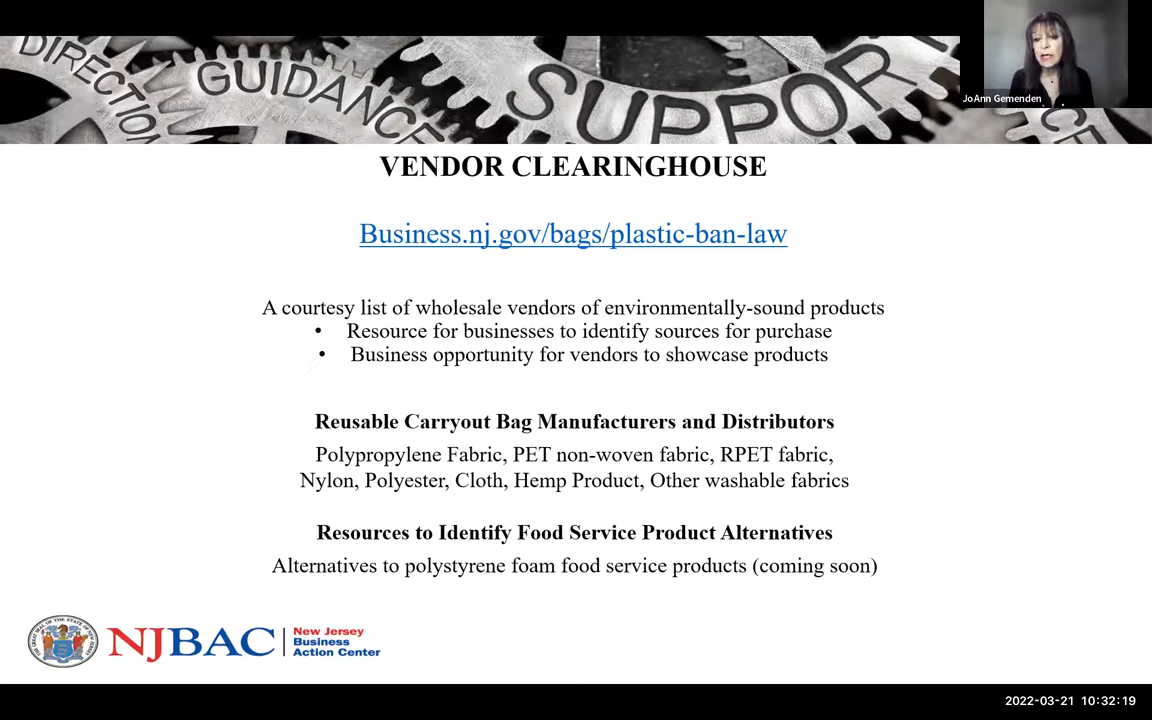 DIRECTION
GUIDANCE
SUPPORT
JoAnn Gemenden
VENDOR CLEARINGHOUSE
Business.nj.gov/bags/plastic-ban-law
A courtesy list of wholesale vendors of environmentally-sound products
• Resource for businesses to identify sources for purchase
• Business opportunity for vendors to showcase products
Reusable Carryout Bag Manufacturers and Distributors
Polypropylene Fabric, PET non-woven fabric, RPET fabric,
Nylon, Polyester, Cloth, Hemp Product, Other washable fabrics
Resources to Identify Food Service Product Alternatives
Alternatives to polystyrene foam food service products (coming soon)
NJBAC
New Jersey
Business
Action Center
2022-03-21 10:32:19